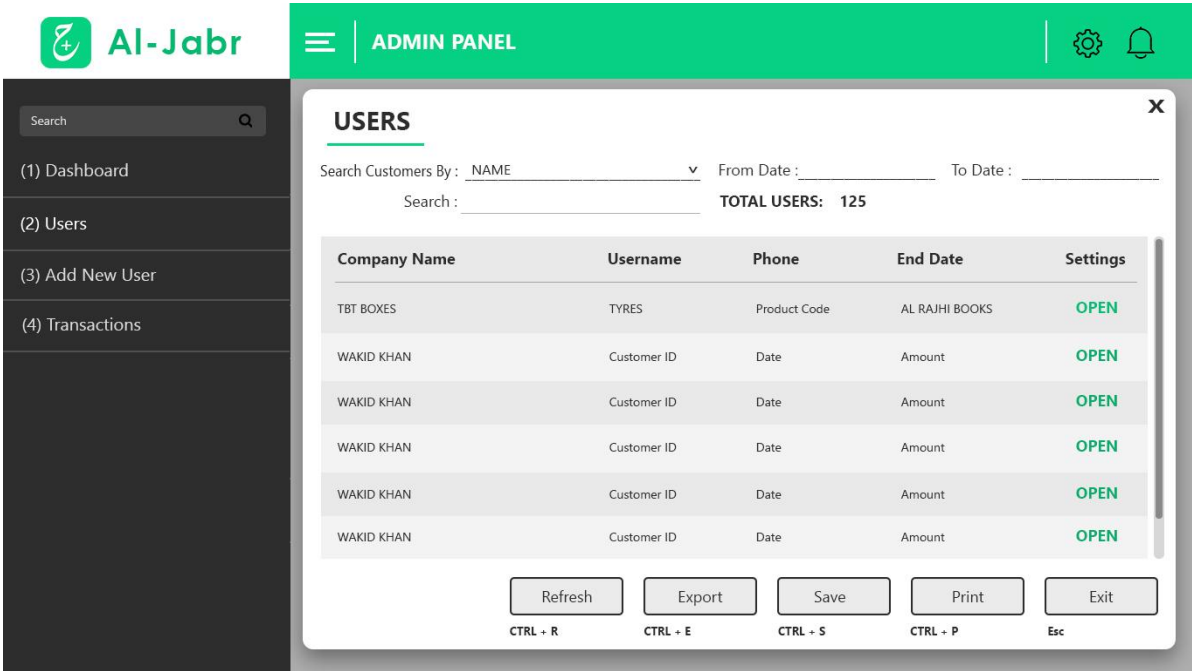 ح+ Al-Jabr
ADMIN PANEL
Search
(1) Dashboard
(2) Users
(3) Add New User
(4) Transactions
USERS
X
Search Customers By : NAME v From Date : To Date :
Search : TOTAL USERS: 125
Company Name Username Phone End Date Settings
TBT BOXES TYRES Product Code AL RAJHI BOOKS OPEN
WAKID KHAN Customer ID Date Amount OPEN
WAKID KHAN Customer ID Date Amount OPEN
WAKID KHAN Customer ID Date Amount OPEN
WAKID KHAN Customer ID Date Amount OPEN
WAKID KHAN Customer ID Date Amount OPEN
Refresh Export Save Print Exit
CTRL + R CTRL + E CTRL + S CTRL + P Esc